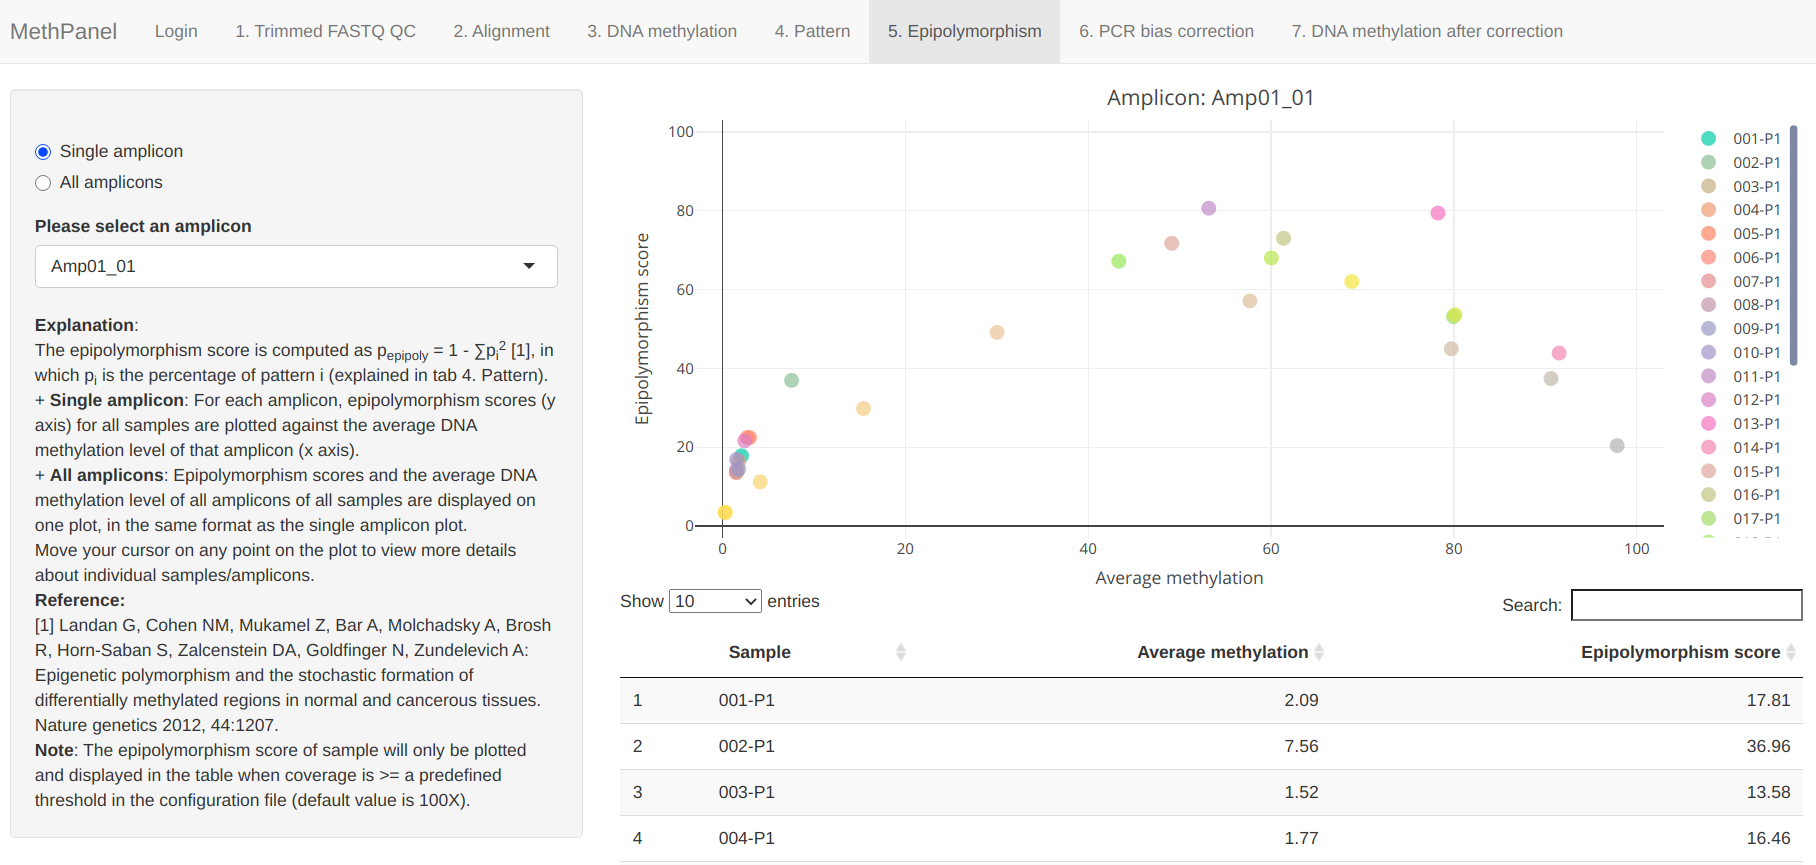 MethPanel Login 1. Trimmed FASTQ QC 2. Alignment 3. DNA methylation 4. Pattern 5. Epipolymorphism 6. PCR bias correction 7. DNA methylation after correction
Single amplicon
All amplicons
Please select an amplicon
Amp01_01
Explanation:
The epipolymorphism score is computed as pepipoly = 1 - ∑pi2 [1], in
which pi is the percentage of pattern i (explained in tab 4. Pattern).
+ Single amplicon: For each amplicon, epipolymorphism scores (y
axis) for all samples are plotted against the average DNA
methylation level of that amplicon (x axis).
+ All amplicons: Epipolymorphism scores and the average DNA
methylation level of all amplicons of all samples are displayed on
one plot, in the same format as the single amplicon plot.
Move your cursor on any point on the plot to view more details
about individual samples/amplicons.
Reference:
[1] Landan G, Cohen NM, Mukamel Z, Bar A, Molchadsky A, Brosh
R, Horn-Saban S, Zalcenstein DA, Goldfinger N, Zundelevich A:
Epigenetic polymorphism and the stochastic formation of
differentially methylated regions in normal and cancerous tissues.
Nature genetics 2012, 44:1207.
Note: The epipolymorphism score of sample will only be plotted
and displayed in the table when coverage is >= a predefined
threshold in the configuration file (default value is 100X).
Amplicon: Amp01_01
Epipolymorphism score
100
80
60
40
20
0
0 20 40 60 80 100
Average methylation
001-P1
002-P1
003-P1
004-P1
005-P1
006-P1
007-P1
008-P1
009-P1
010-P1
011-P1
012-P1
013-P1
014-P1
015-P1
016-P1
017-P1
Show 10 entries
Search:
Sample Average methylation Epipolymorphism score
1 001-P1 2.09 17.81
2 002-P1 7.56 36.96
3 003-P1 1.52 13.58
4 004-P1 1.77 16.46